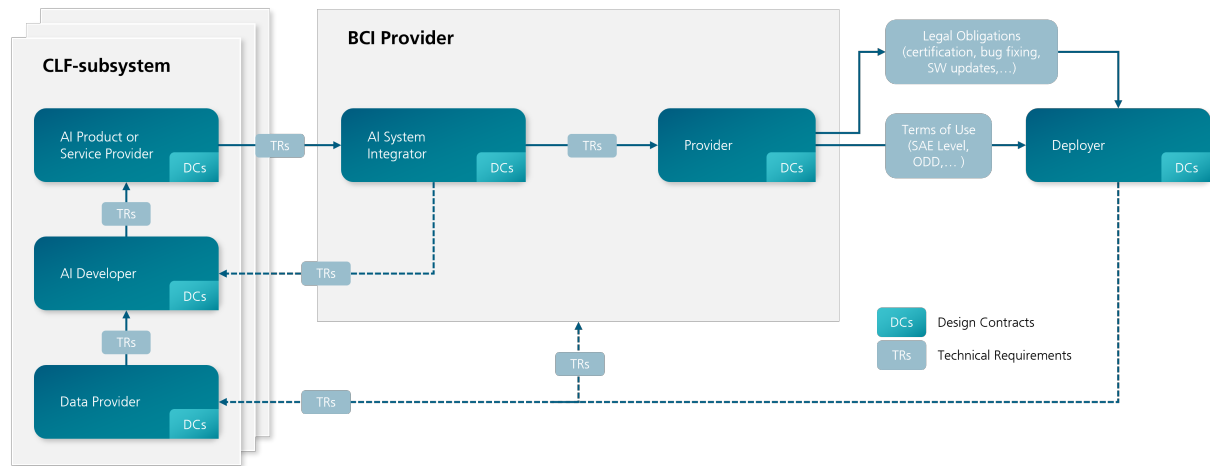 CLF-subsystem
AI Product or
Service Provider
DCs
TRs
AI Developer
DCs
TRs
Data Provider
DCs
TRs
BCI Provider
AI System
Integrator
DCs
TRs
Provider
DCs
TRs
TRs
TRs
Legal Obligations
(certification, bug fixing,
SW updates,...)
Terms of Use
(SAE Level,
ODD,... )
Deployer
DCs
DCs
Design Contracts
TRs
Technical Requirements